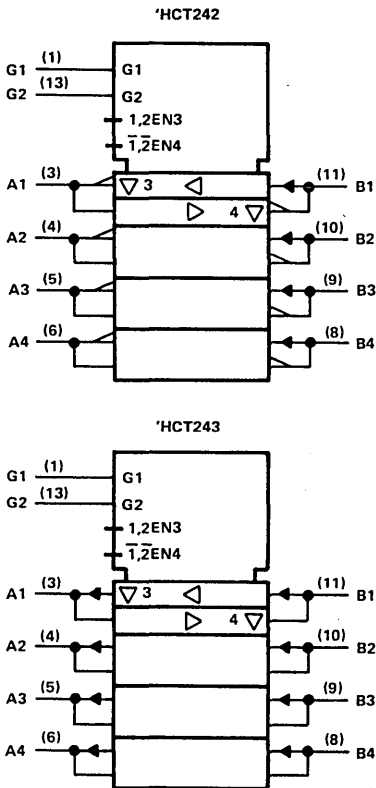 'HCT242
G1 (1) G1
G2 (13) G2
1,2EN3
1̅,2̅EN4
A1 (3) ▽ 3 ◁ (11) B1
▷ 4 ▽
A2 (4) (10) B2
A3 (5) (9) B3
A4 (6) (8) B4
'HCT243
G1 (1) G1
G2 (13) G2
1,2EN3
1̅,2̅EN4
A1 (3) ▽ 3 ◁ (11) B1
▷ 4 ▽
A2 (4) (10) B2
A3 (5) (9) B3
A4 (6) (8) B4